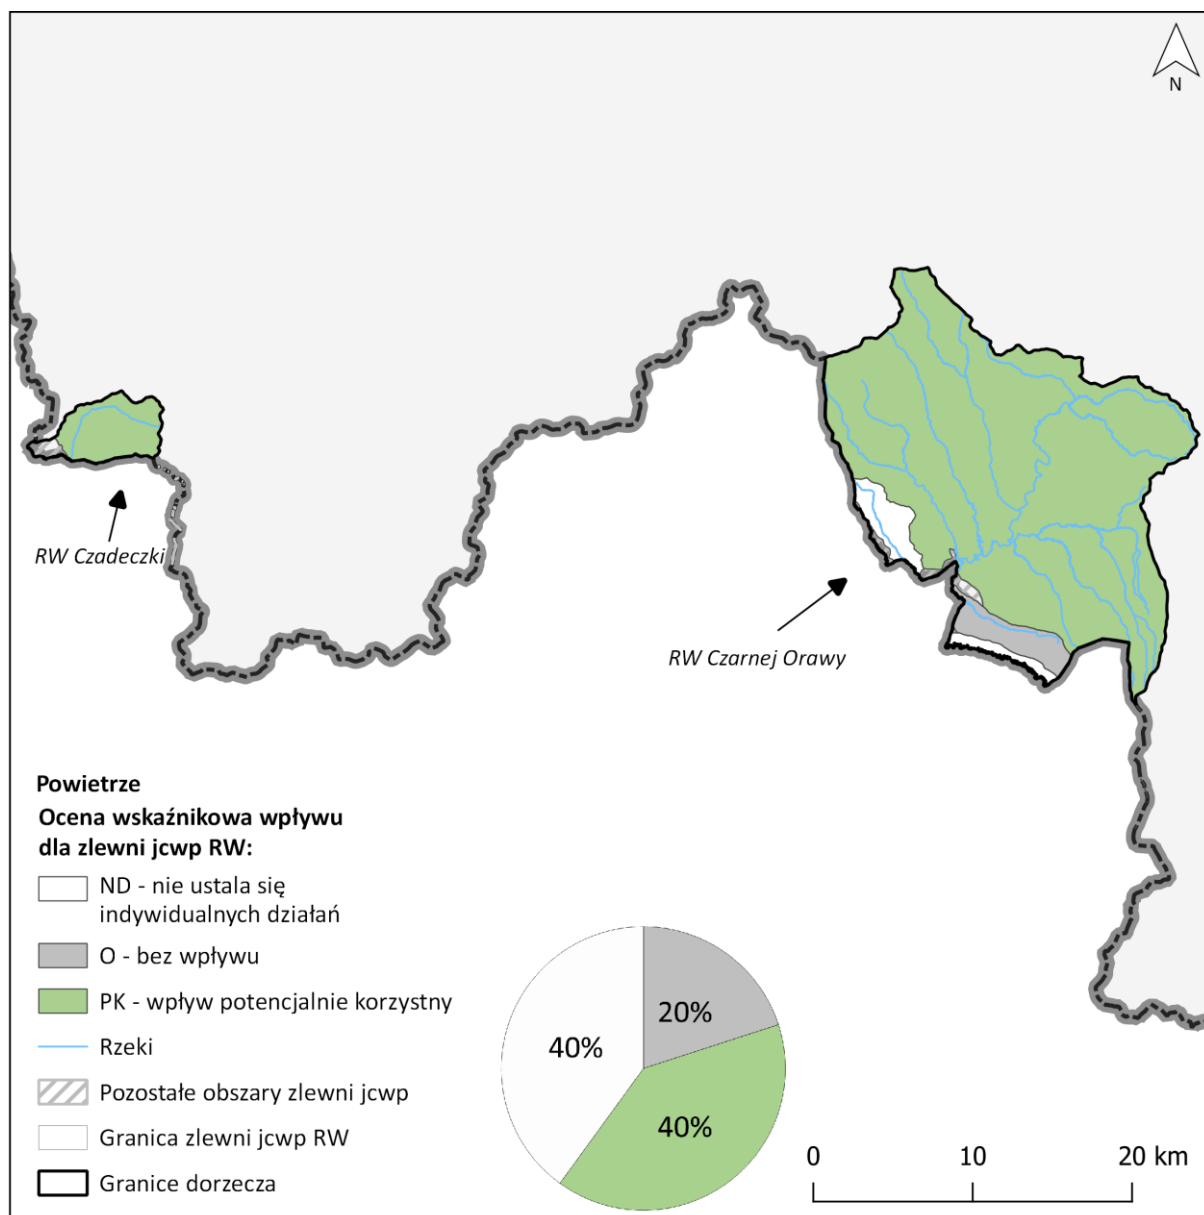 N
RW Czadeczki
RW Czarnej Orawy
Powietrze
Ocena wskaźnikowa wpływu
dla zlewni jcwp RW:
ND - nie ustala się
indywidualnych działań
O - bez wpływu
PK - wpływ potencjalnie korzystny
Rzeki
Pozostałe obszary zlewni jcwp
Granica zlewni jcwp RW
Granice dorzecza
20%
40%
40%
0 10 20 km